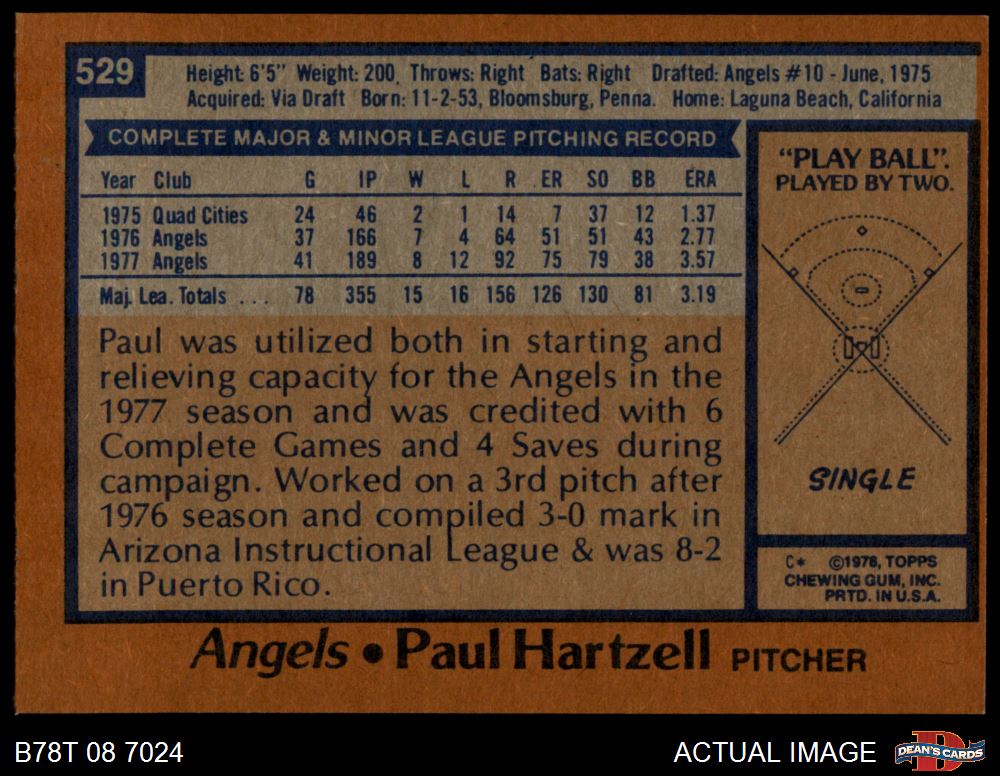 529
Height: 6'5" Weight: 200. Throws: Right Bats: Right Drafted: Angels #10 - June, 1975
Acquired: Via Draft Born: 11-2-53, Bloomsburg, Penna. Home: Laguna Beach, California
COMPLETE MAJOR & MINOR LEAGUE PITCHING RECORD
Year Club G IP W L R ER SO BB ERA
1975 Quad Cities 24 46 2 1 14 7 37 12 1.37
1976 Angels 37 166 7 4 64 51 51 43 2.77
1977 Angels 41 189 8 12 92 75 79 38 3.57
Maj. Lea. Totals ... 78 355 15 16 156 126 130 81 3.19
Paul was utilized both in starting and
relieving capacity for the Angels in the
1977 season and was credited with 6
Complete Games and 4 Saves during
campaign. Worked on a 3rd pitch after
1976 season and compiled 3-0 mark in
Arizona Instructional League & was 8-2
in Puerto Rico.
"PLAY BALL".
PLAYED BY TWO.
SINGLE
C* ©1978, TOPPS
CHEWING GUM, INC.
PRTD. IN U.S.A.
Angels • Paul Hartzell PITCHER
B78T 08 7024
ACTUAL IMAGE
D
DEAN'S CARDS